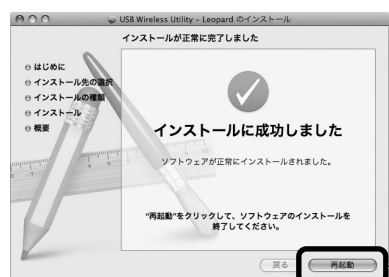 USB Wireless Utility – Leopard のインストール
インストールが正常に完了しました
はじめに
インストール先の選択
インストールの種類
インストール
概要
インストールに成功しました
ソフトウェアが正常にインストールされました。
“再起動”をクリックして、ソフトウェアのインストールを
終了してください。
戻る
再起動